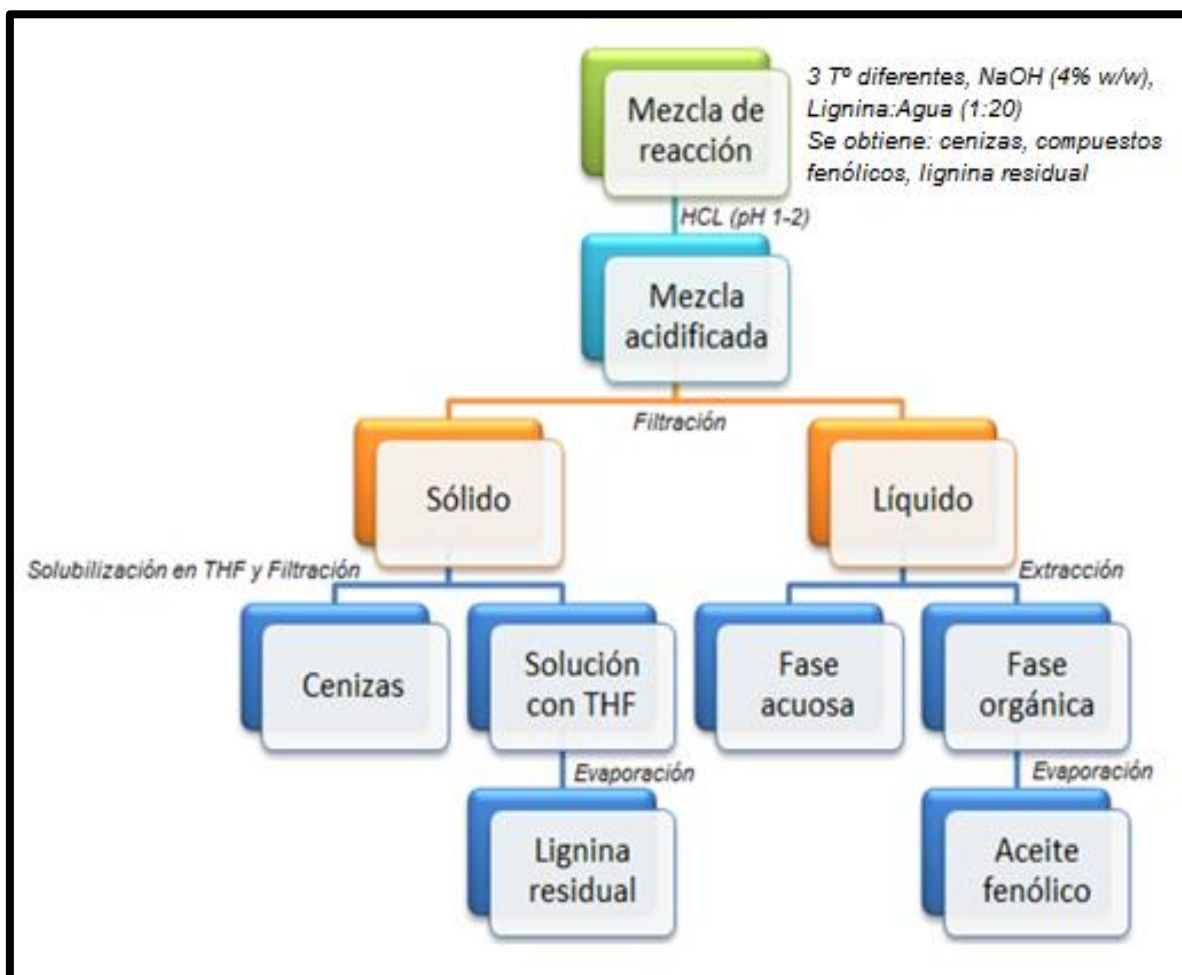 Mezcla de
reacción
3 Tº diferentes, NaOH (4% w/w),
Lignina:Agua (1:20)
Se obtiene: cenizas, compuestos
fenólicos, lignina residual
HCL (pH 1-2)
Mezcla
acidificada
Filtración
Sólido
Líquido
Solubilización en THF y Filtración
Extracción
Cenizas
Solución
con THF
Fase
acuosa
Fase
orgánica
Evaporación
Evaporación
Lignina
residual
Aceite
fenólico